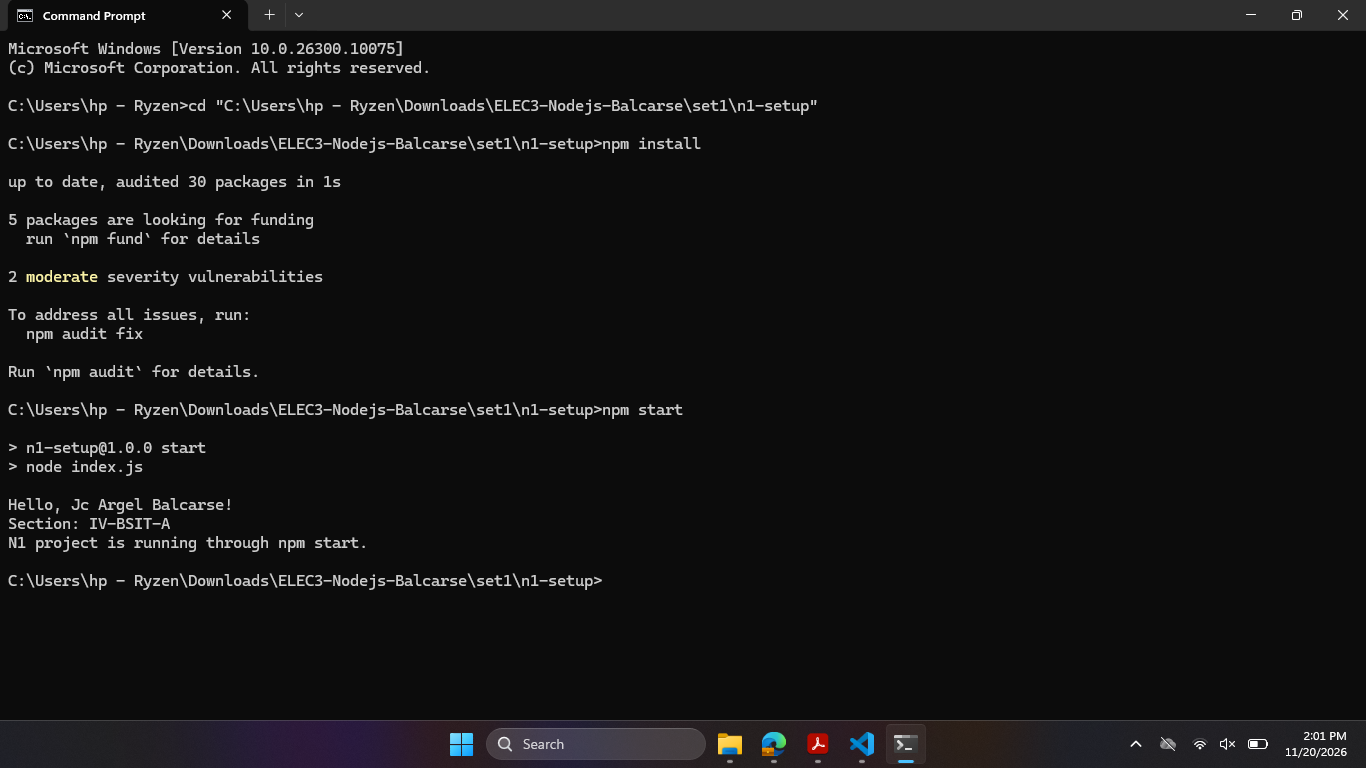 Command Prompt
Microsoft Windows [Version 10.0.26300.10075]
(c) Microsoft Corporation. All rights reserved.
C:\Users\hp - Ryzen>cd "C:\Users\hp - Ryzen\Downloads\ELEC3-Nodejs-Balcarse\set1\n1-setup"
C:\Users\hp - Ryzen\Downloads\ELEC3-Nodejs-Balcarse\set1\n1-setup>npm install
up to date, audited 30 packages in 1s
5 packages are looking for funding
  run `npm fund` for details
2 moderate severity vulnerabilities
To address all issues, run:
  npm audit fix
Run `npm audit` for details.
C:\Users\hp - Ryzen\Downloads\ELEC3-Nodejs-Balcarse\set1\n1-setup>npm start
> n1-setup@1.0.0 start
> node index.js
Hello, Jc Argel Balcarse!
Section: IV-BSIT-A
N1 project is running through npm start.
C:\Users\hp - Ryzen\Downloads\ELEC3-Nodejs-Balcarse\set1\n1-setup>
Search
2:01 PM
11/20/2026